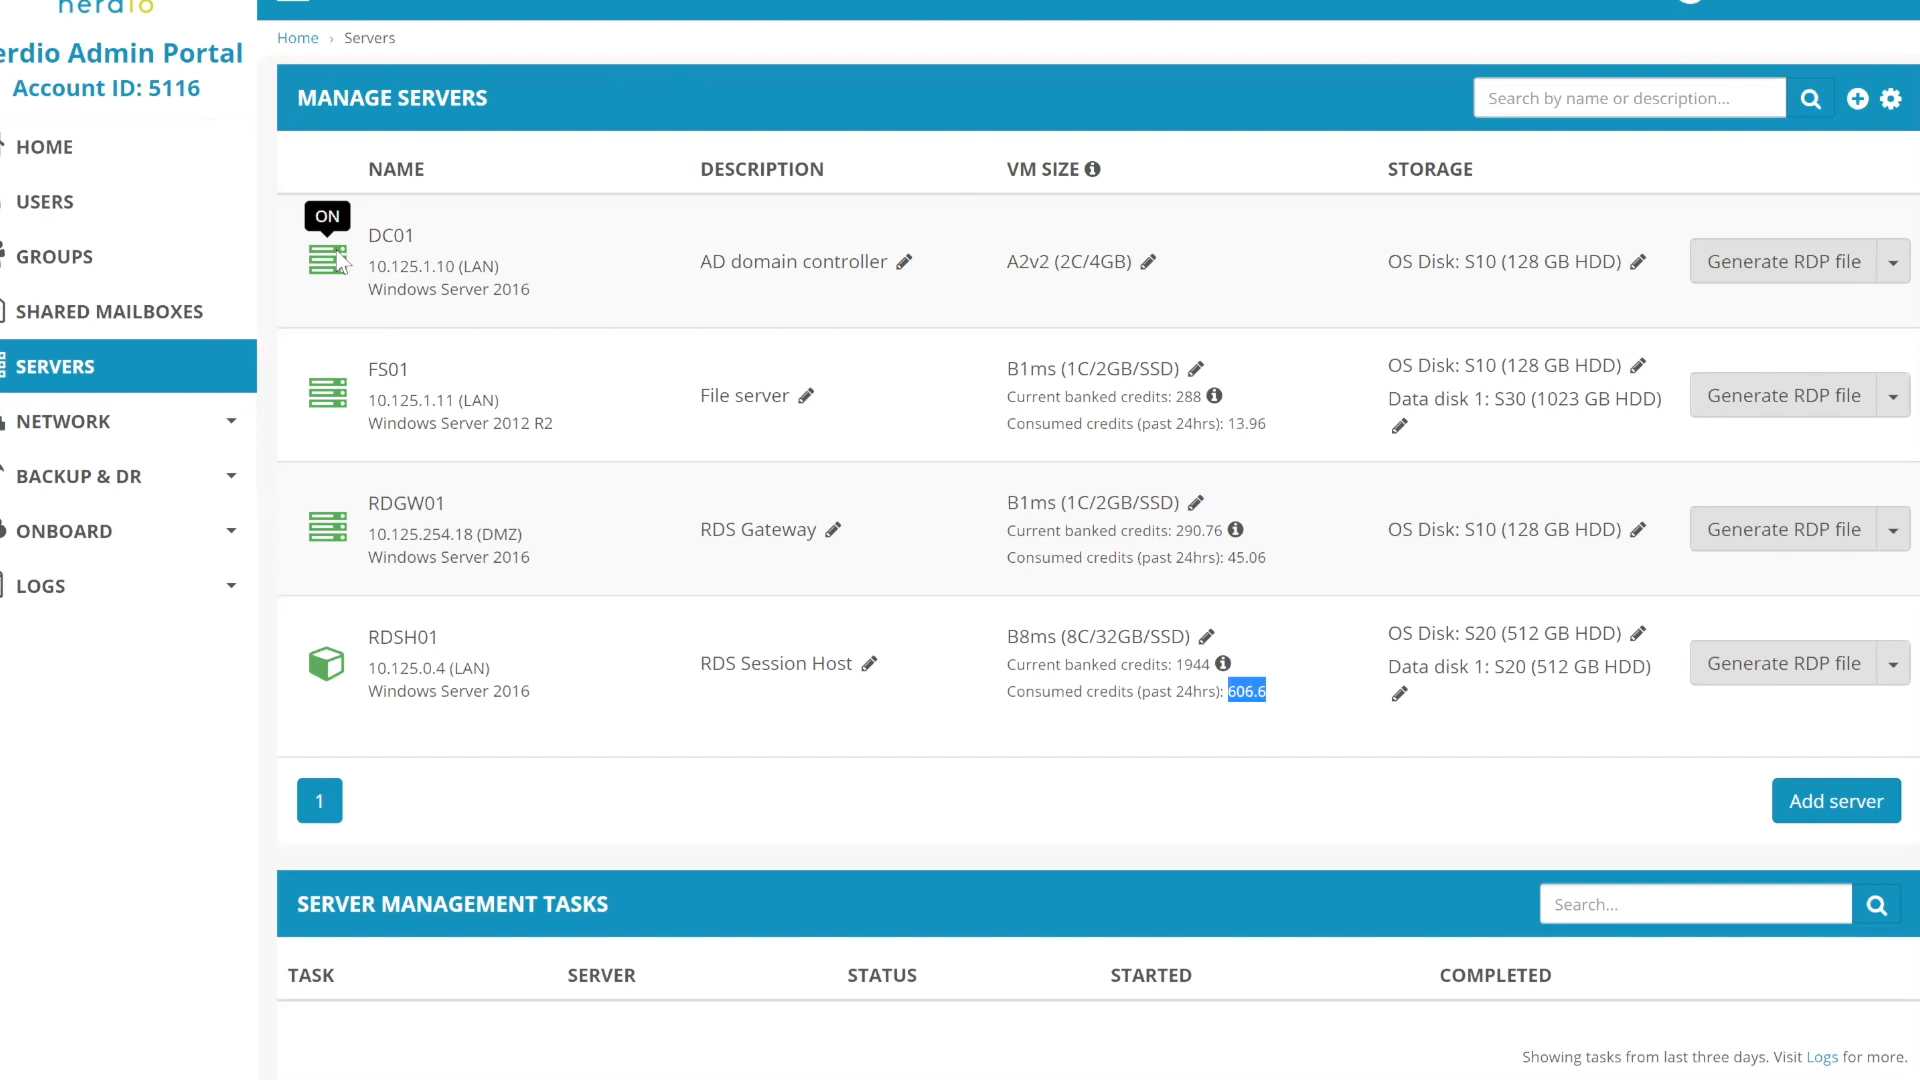 nerdio
erdio Admin Portal
Account ID: 5116
HOME
USERS
GROUPS
SHARED MAILBOXES
SERVERS
NETWORK
BACKUP & DR
ONBOARD
LOGS
Home › Servers
MANAGE SERVERS
Search by name or description...
NAME DESCRIPTION VM SIZE STORAGE
ON
DC01
10.125.1.10 (LAN)
Windows Server 2016
AD domain controller
A2v2 (2C/4GB)
OS Disk: S10 (128 GB HDD)
Generate RDP file
FS01
10.125.1.11 (LAN)
Windows Server 2012 R2
File server
B1ms (1C/2GB/SSD)
Current banked credits: 288
Consumed credits (past 24hrs): 13.96
OS Disk: S10 (128 GB HDD)
Data disk 1: S30 (1023 GB HDD)
Generate RDP file
RDGW01
10.125.254.18 (DMZ)
Windows Server 2016
RDS Gateway
B1ms (1C/2GB/SSD)
Current banked credits: 290.76
Consumed credits (past 24hrs): 45.06
OS Disk: S10 (128 GB HDD)
Generate RDP file
RDSH01
10.125.0.4 (LAN)
Windows Server 2016
RDS Session Host
B8ms (8C/32GB/SSD)
Current banked credits: 1944
Consumed credits (past 24hrs): 606.6
OS Disk: S20 (512 GB HDD)
Data disk 1: S20 (512 GB HDD)
Generate RDP file
1
Add server
SERVER MANAGEMENT TASKS
Search...
TASK SERVER STATUS STARTED COMPLETED
Showing tasks from last three days. Visit Logs for more.